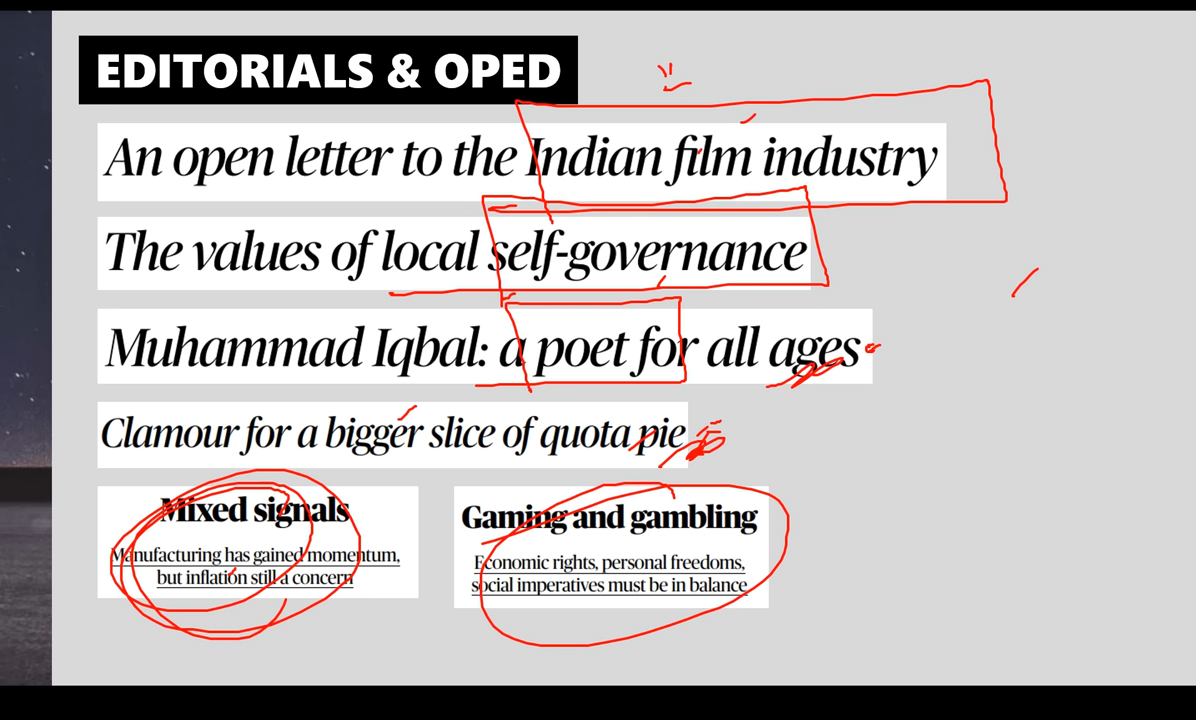 EDITORIALS & OPED
An open letter to the Indian film industry
The values of local self-governance
Muhammad Iqbal: a poet for all ages
Clamour for a bigger slice of quota pie
Mixed signals
Manufacturing has gained momentum,
but inflation still a concern
Gaming and gambling
Economic rights, personal freedoms,
social imperatives must be in balance